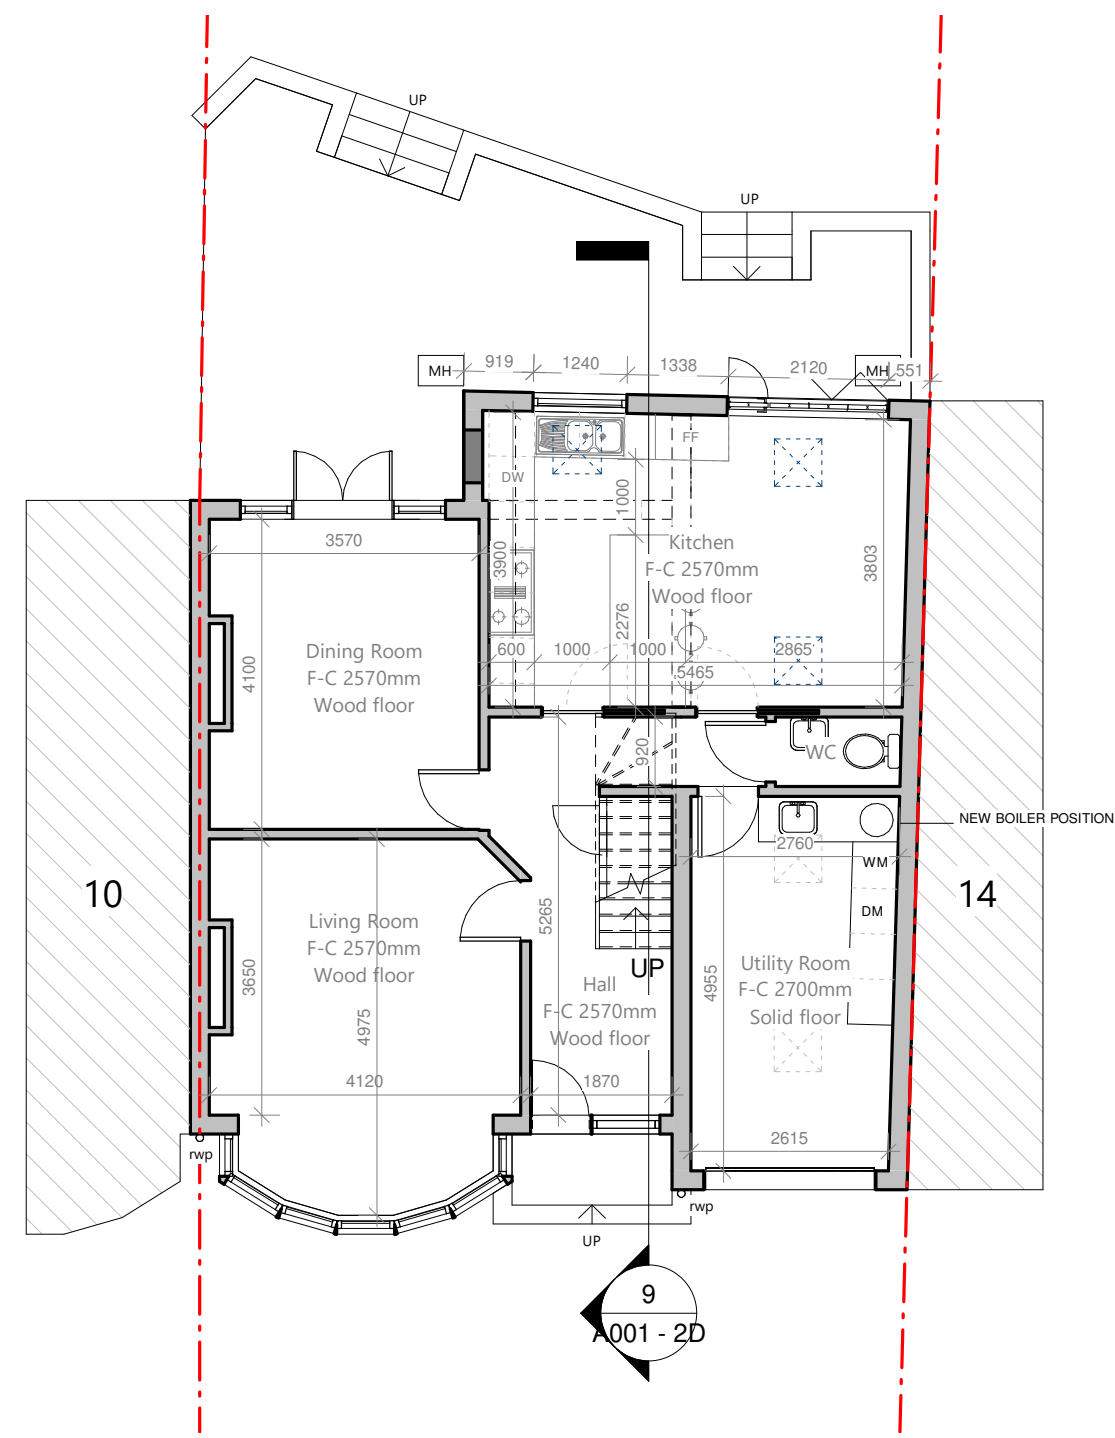 UP
UP
MH
919
1240
1338
2120
MH
551
FF
DW
1000
3570
Kitchen
F-C 2570mm
Wood floor
3900
3803
2276
Dining Room
F-C 2570mm
Wood floor
4100
600
1000
1000
2865
5465
920
WC
NEW BOILER POSITION
2760
WM
10
14
DM
Living Room
F-C 2570mm
Wood floor
5265
UP
Utility Room
F-C 2700mm
Solid floor
4955
3650
Hall
F-C 2570mm
Wood floor
4975
4120
1870
2615
rwp
rwp
UP
9
A001 - 2D